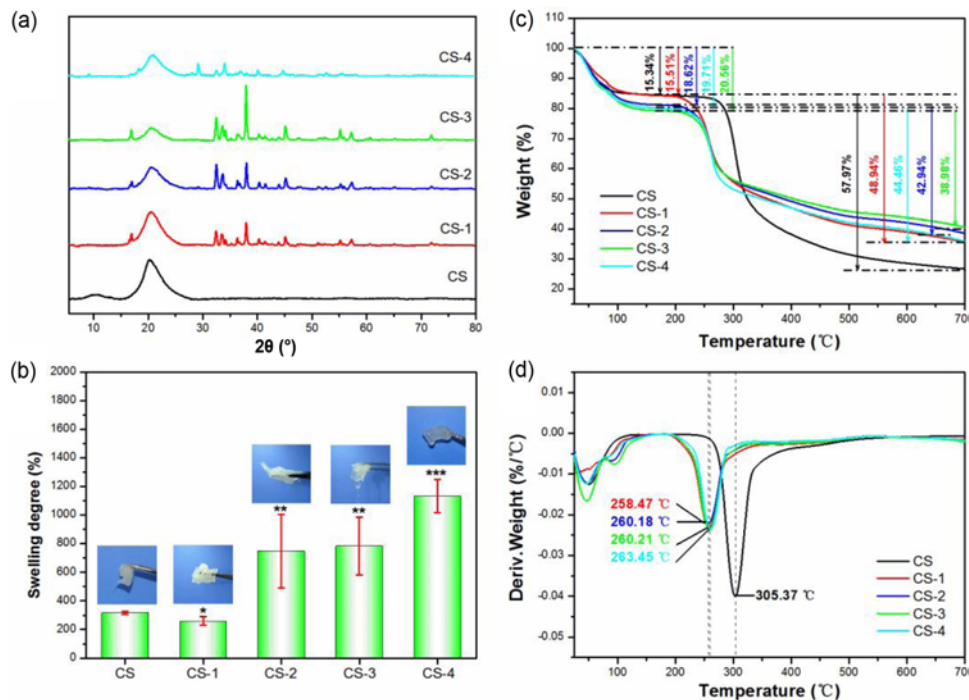 (a)
CS-4
CS-3
CS-2
CS-1
CS
10 20 30 40 50 60 70 80
2θ (°)
(b)
Swelling degree (%)
2000
1800
1600
1400
1200
1000
800
600
400
200
0
*
**
**
***
CS CS-1 CS-2 CS-3 CS-4
(c)
Weight (%)
110
100
90
80
70
60
50
40
30
20
15.34%
15.51%
18.62%
19.71%
20.56%
57.97%
48.94%
44.46%
42.94%
38.98%
CS
CS-1
CS-2
CS-3
CS-4
100 200 300 400 500 600 700
Temperature (℃)
(d)
Deriv.Weight (%/℃)
0.01
0.00
-0.01
-0.02
-0.03
-0.04
-0.05
258.47 ℃
260.18 ℃
260.21 ℃
263.45 ℃
305.37 ℃
CS
CS-1
CS-2
CS-3
CS-4
100 200 300 400 500 600 700
Temperature (℃)